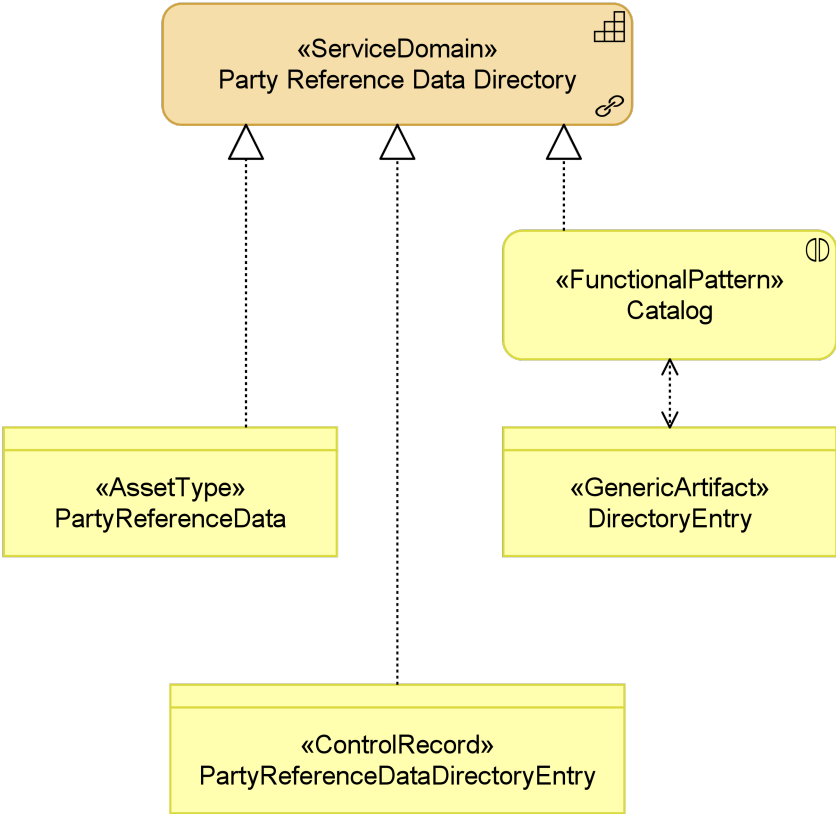 «ServiceDomain»
Party Reference Data Directory
«FunctionalPattern»
Catalog
«AssetType»
PartyReferenceData
«GenericArtifact»
DirectoryEntry
«ControlRecord»
PartyReferenceDataDirectoryEntry